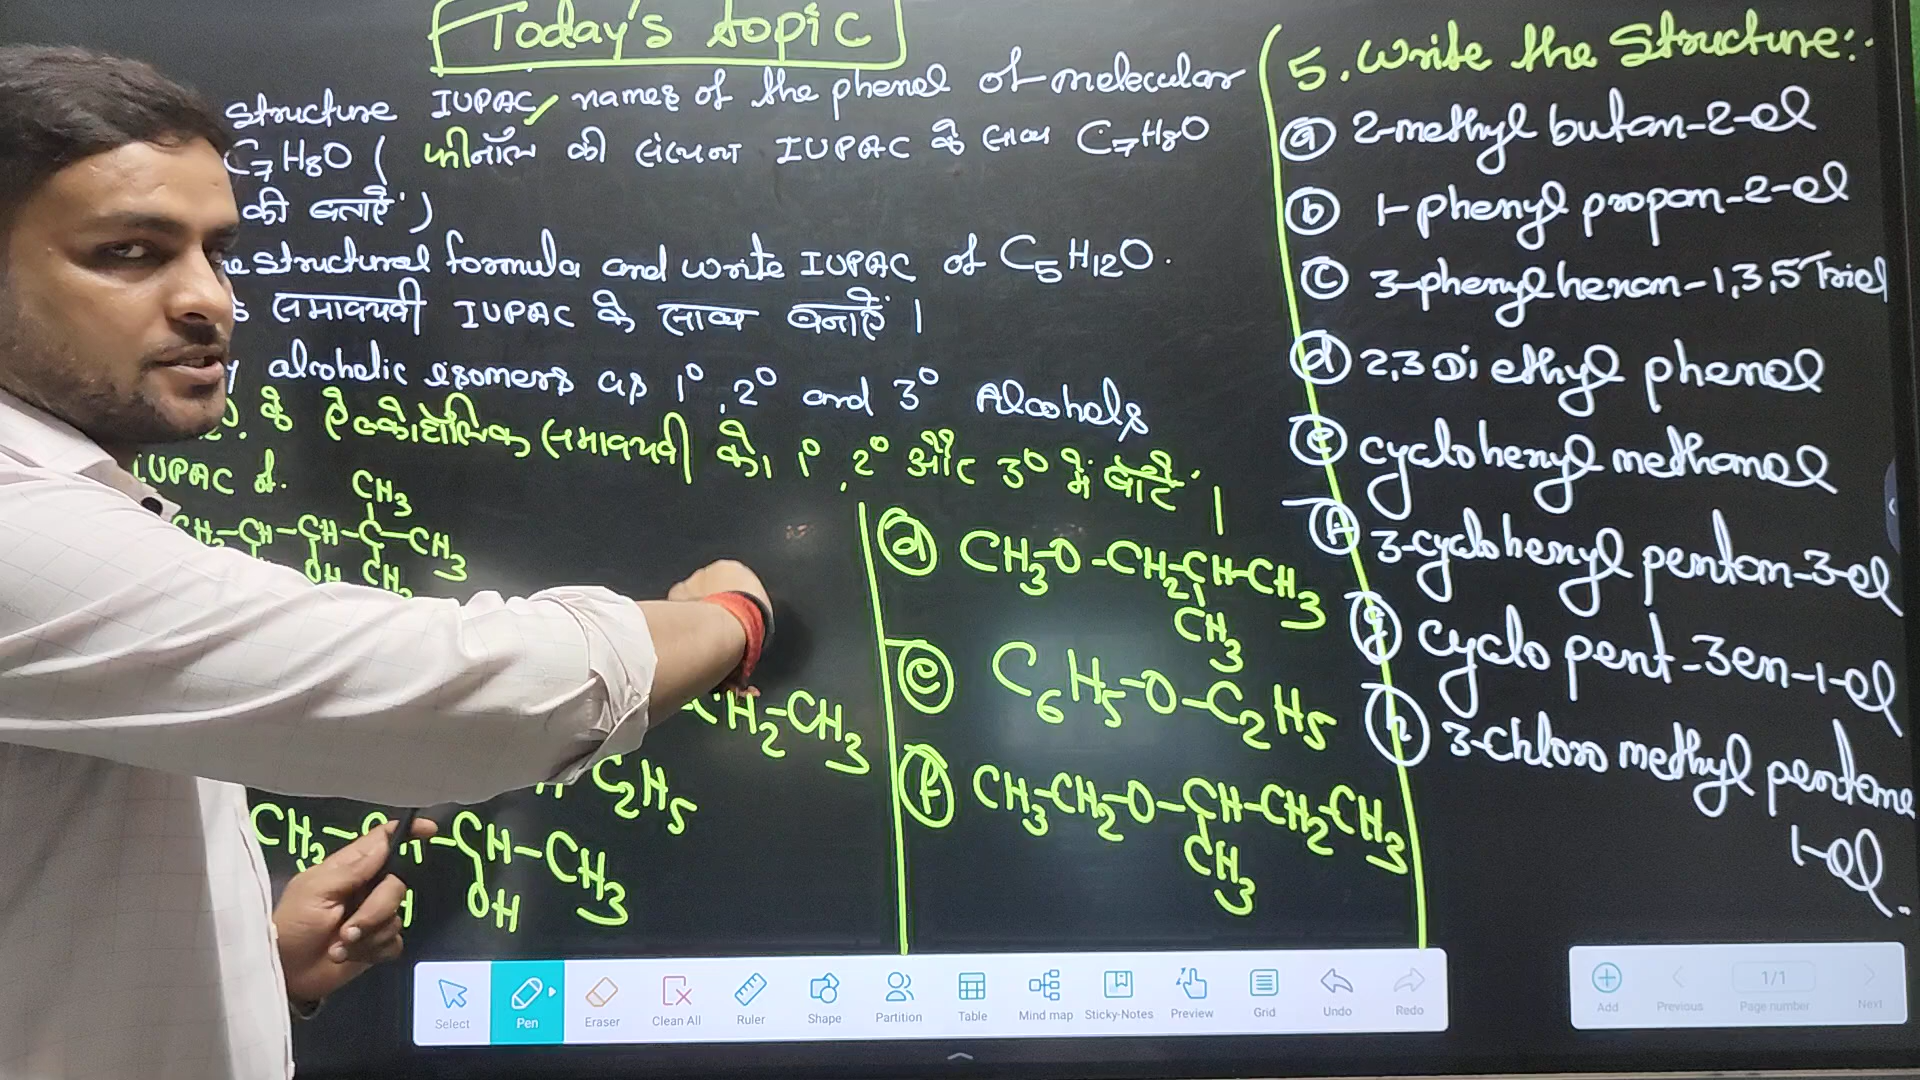 Today's topic
structure IUPAC names of the phenol of molecular
C7H8O ( फीनॉल की संरचना IUPAC के साथ C7H8O
की बताएँ )
structural formula and write IUPAC of C5H12O.
समावयवी IUPAC के साथ बनाएँ ।
alcoholic isomers as 1°, 2° and 3° Alcohols
के ऐल्कोहॉलिक समावयवी को 1°, 2° और 3° में बाँटें ।
IUPAC of.
CH3
CH-CH-C-CH3
OH
CH2-CH3
C2H5
CH3- -CH-CH3
OH
(d) CH3-O-CH2-CH-CH3
CH3
(e) C6H5-O-C2H5
(f) CH3-CH2-O-CH-CH2-CH3
CH3
5. Write the Structure:-
(a) 2-methyl butan-2-ol
(b) 1-phenyl propan-2-ol
(c) 3-phenyl hexan-1,3,5 Triol
(d) 2,3 Di ethyl phenol
(e) cyclohexyl methanol
(f) 3-cyclohexyl pentan-3-ol
(g) cyclo pent-3en-1-ol
(h) 3-Chloro methyl pentane
1-ol.
Select Pen Eraser Clean All Ruler Shape Partition Table Mind map Sticky-Notes Preview Grid Undo Redo
1/1
Add Previous Page number Next